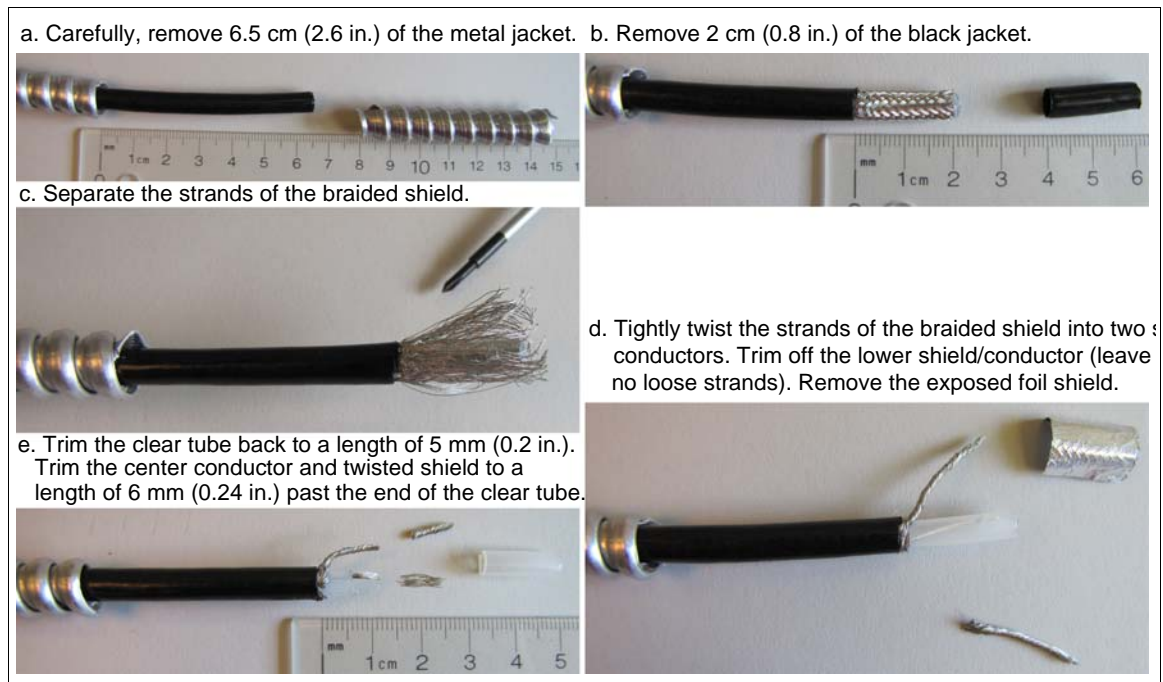 a. Carefully, remove 6.5 cm (2.6 in.) of the metal jacket.
mm
1cm 2 3 4 5 6 7 8 9 10 11 12 13 14 15
b. Remove 2 cm (0.8 in.) of the black jacket.
mm
1cm 2 3 4 5 6
c. Separate the strands of the braided shield.
d. Tightly twist the strands of the braided shield into two
conductors. Trim off the lower shield/conductor (leave
no loose strands). Remove the exposed foil shield.
e. Trim the clear tube back to a length of 5 mm (0.2 in.).
Trim the center conductor and twisted shield to a
length of 6 mm (0.24 in.) past the end of the clear tube.
mm
1cm 2 3 4 5